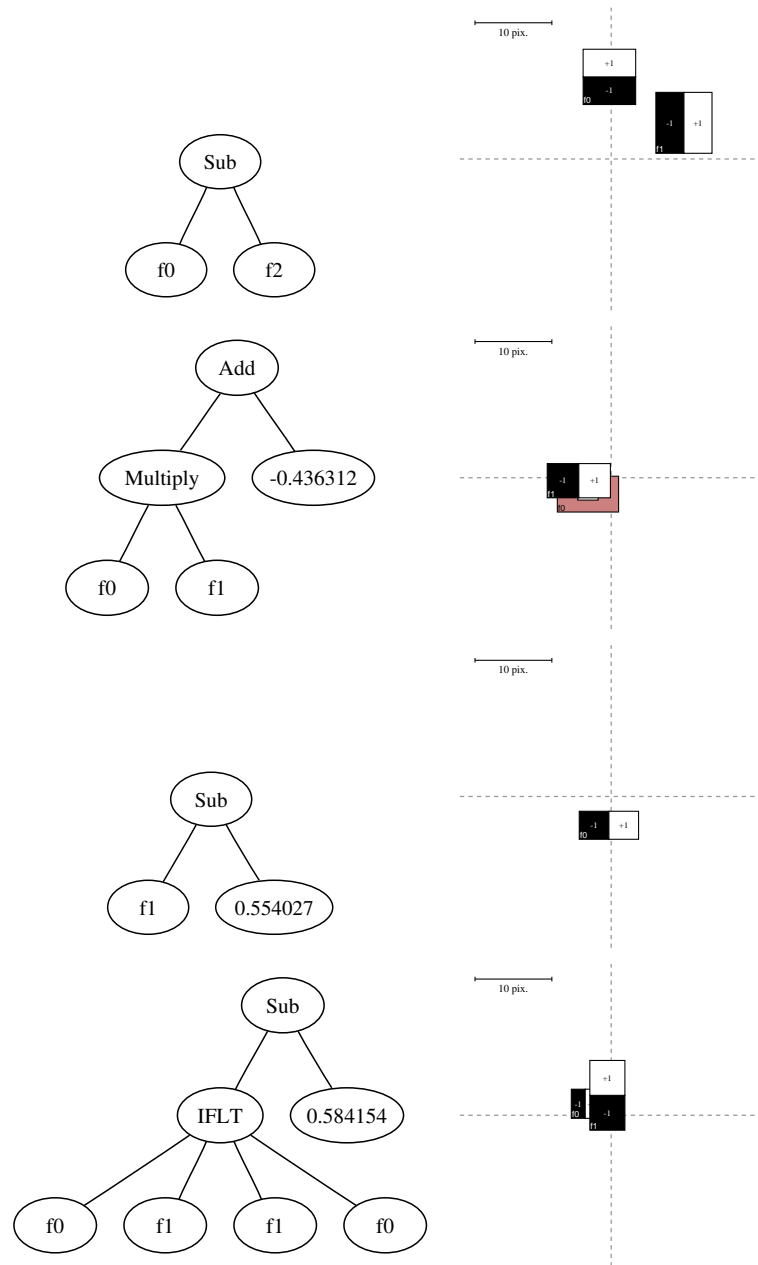 10 pix.
+1
-1
f0
-1
+1
f1
Sub
f0
f2
10 pix.
Add
Multiply
-0.436312
f0
f1
-1
+1
f1
f0
10 pix.
Sub
f1
0.554027
-1
+1
f0
10 pix.
Sub
IFLT
0.584154
f0
f1
f1
f0
+1
-1
f0
-1
f1